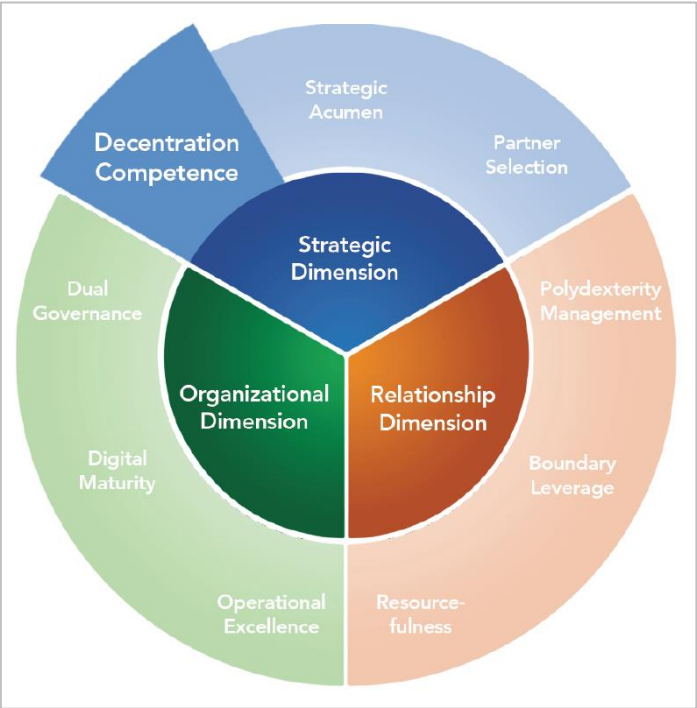 Strategic
Acumen
Partner
Selection
Decentration
Competence
Strategic
Dimension
Dual
Governance
Polydexterity
Management
Organizational
Dimension
Relationship
Dimension
Digital
Maturity
Boundary
Leverage
Operational
Excellence
Resource-
fulness